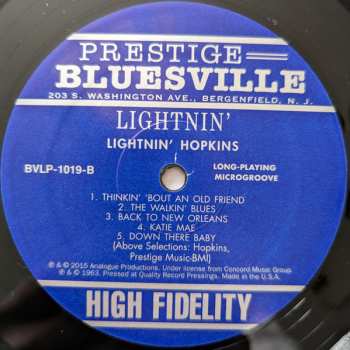 PRESTIGE
BLUESVILLE
203 S. WASHINGTON AVE., BERGENFIELD, N. J.
LIGHTNIN'
LIGHTNIN' HOPKINS
BVLP-1019-B
LONG-PLAYING
MICROGROOVE
1. THINKIN' 'BOUT AN OLD FRIEND
2. THE WALKIN' BLUES
3. BACK TO NEW ORLEANS
4. KATIE MAE
5. DOWN THERE BABY
(Above Selections: Hopkins,
Prestige Music-BMI)
℗ & © 2015 Analogue Productions. Under license from Concord Music Group
℗ & © 1963. Pressed at Quality Record Pressings. Made in the U.S.A.
HIGH FIDELITY